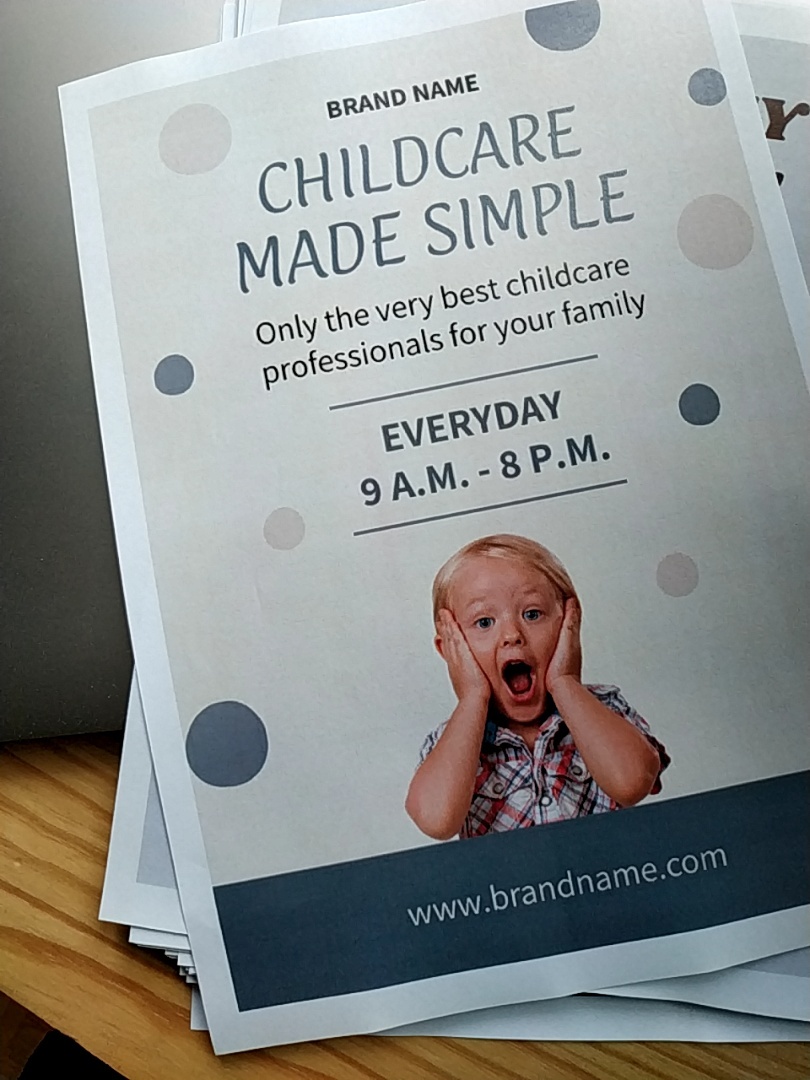 BRAND NAME
CHILDCARE
MADE SIMPLE
Only the very best childcare
professionals for your family
EVERYDAY
9 A.M. - 8 P.M.
www.brandname.com